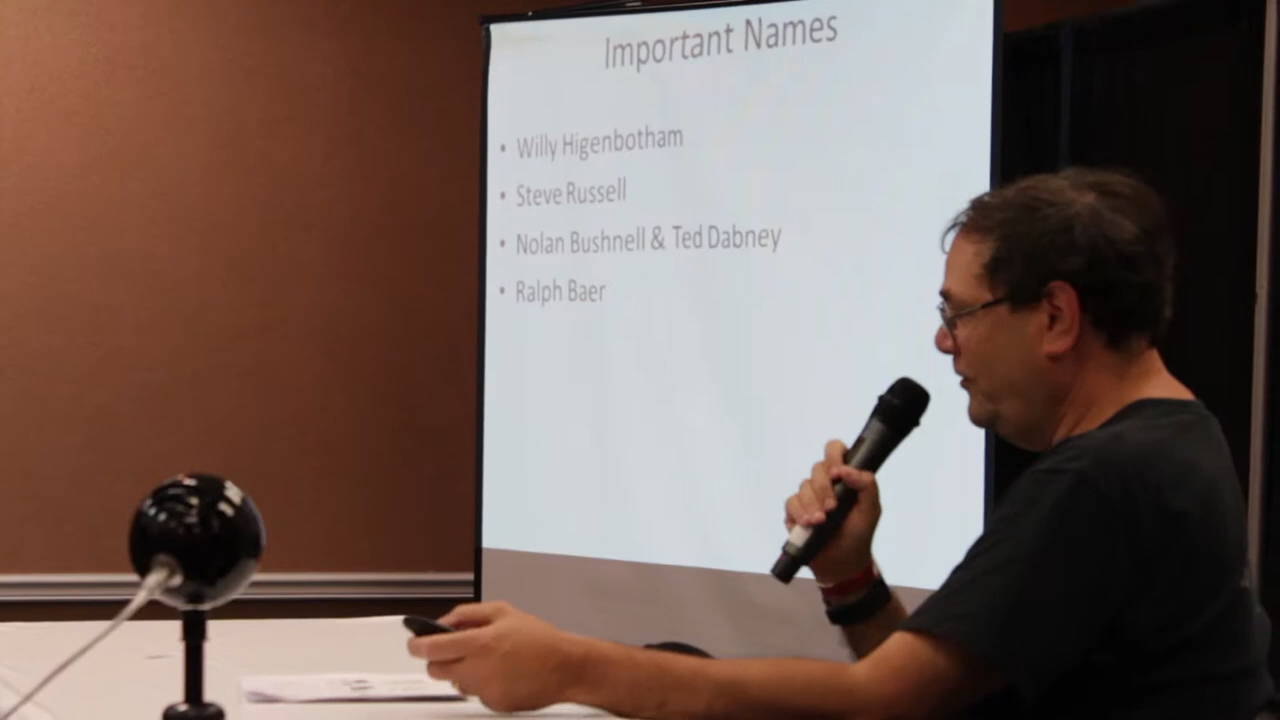 Important Names
• Willy Higenbotham
• Steve Russell
• Nolan Bushnell & Ted Dabney
• Ralph Baer